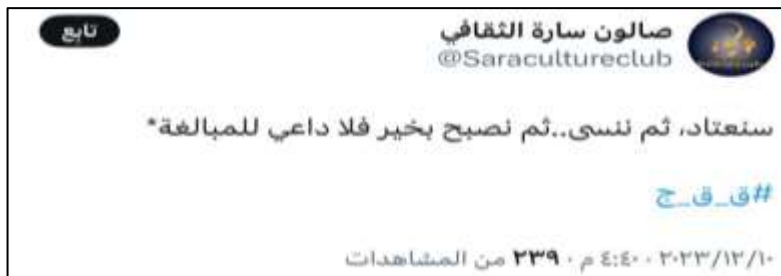 صالون سارة الثقافي
تابع
@Saracultureclub
سنعتاد، ثم ننسى..ثم نصبح بخير فلا داعي للمبالغة*
#ق_ق_ج
٢٠٢٣/١٢/١٠ · ٤:٤٠ م · ٢٣٩ من المشاهدات